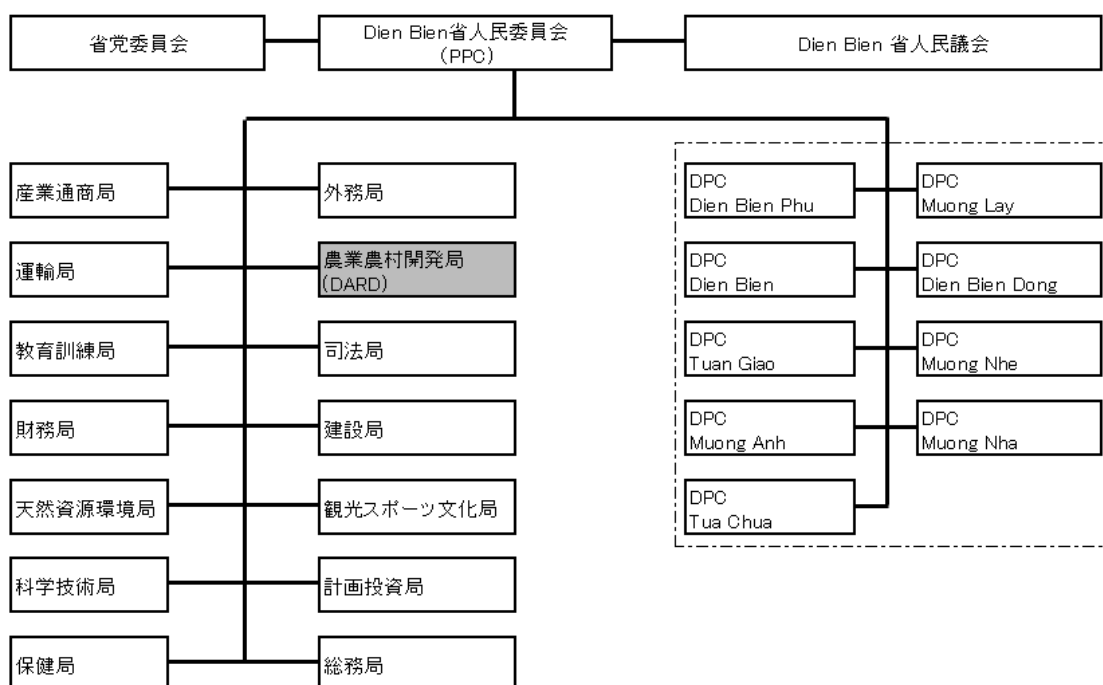 省党委員会
Dien Bien省人民委員会
(PPC)
Dien Bien 省人民議会
産業通商局
外務局
運輸局
農業農村開発局
(DARD)
教育訓練局
司法局
財務局
建設局
天然資源環境局
観光スポーツ文化局
科学技術局
計画投資局
保健局
総務局
DPC
Dien Bien Phu
DPC
Muong Lay
DPC
Dien Bien
DPC
Dien Bien Dong
DPC
Tuan Giao
DPC
Muong Nhe
DPC
Muong Anh
DPC
Muong Nha
DPC
Tua Chua